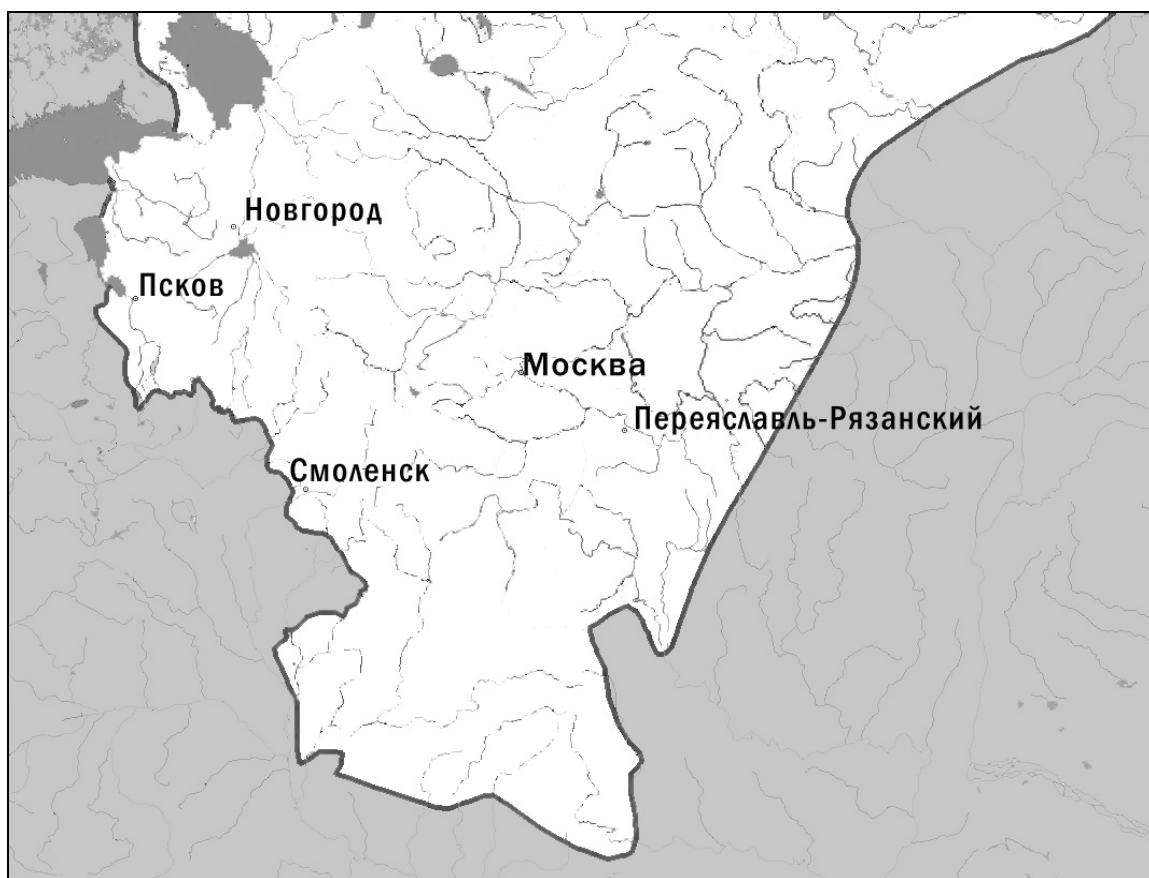 Новгород
Псков
Москва
Переяславль-Рязанский
Смоленск